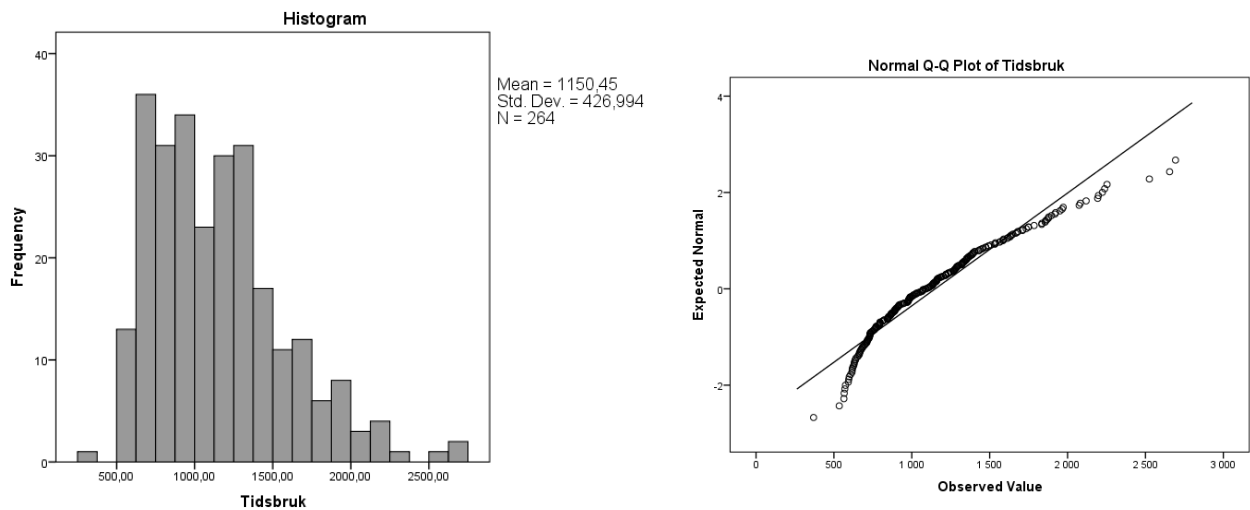 Histogram
Mean = 1150,45
Std. Dev. = 426,994
N = 264
Frequency
40
30
20
10
0
500,00 1000,00 1500,00 2000,00 2500,00
Tidsbruk
Normal Q-Q Plot of Tidsbruk
Expected Normal
4
2
0
-2
0 500 1 000 1 500 2 000 2 500 3 000
Observed Value